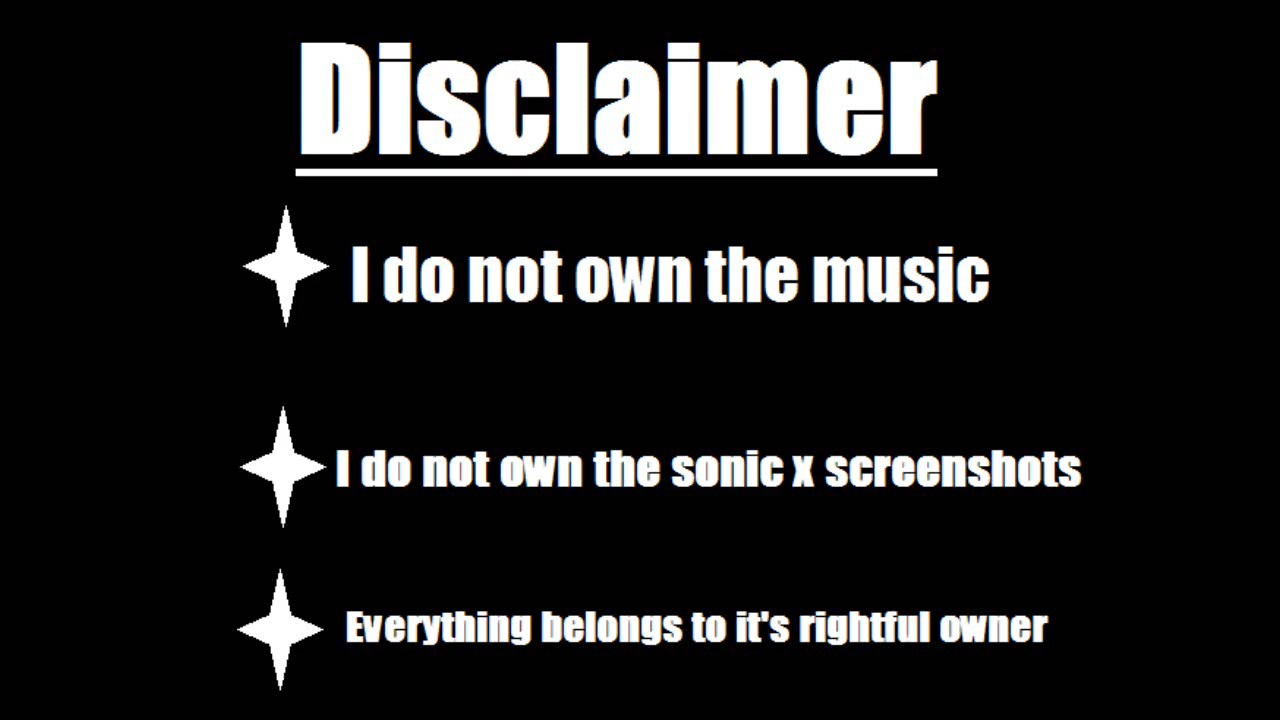 Disclaimer
I do not own the music
I do not own the sonic x screenshots
Everything belongs to it's rightful owner